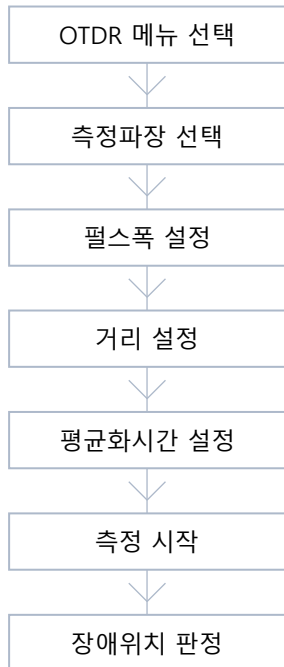 OTDR 메뉴 선택
측정파장 선택
펄스폭 설정
거리 설정
평균화시간 설정
측정 시작
장애위치 판정